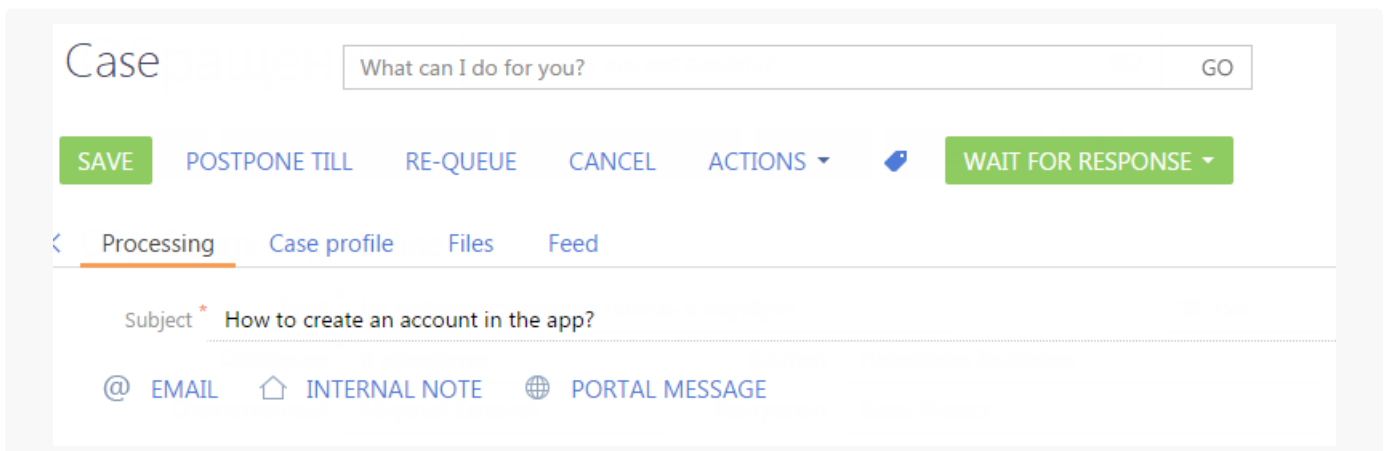 Case What can I do for you? GO
SAVE POSTPONE TILL RE-QUEUE CANCEL ACTIONS WAIT FOR RESPONSE
Processing Case profile Files Feed
Subject * How to create an account in the app?
@ EMAIL INTERNAL NOTE PORTAL MESSAGE